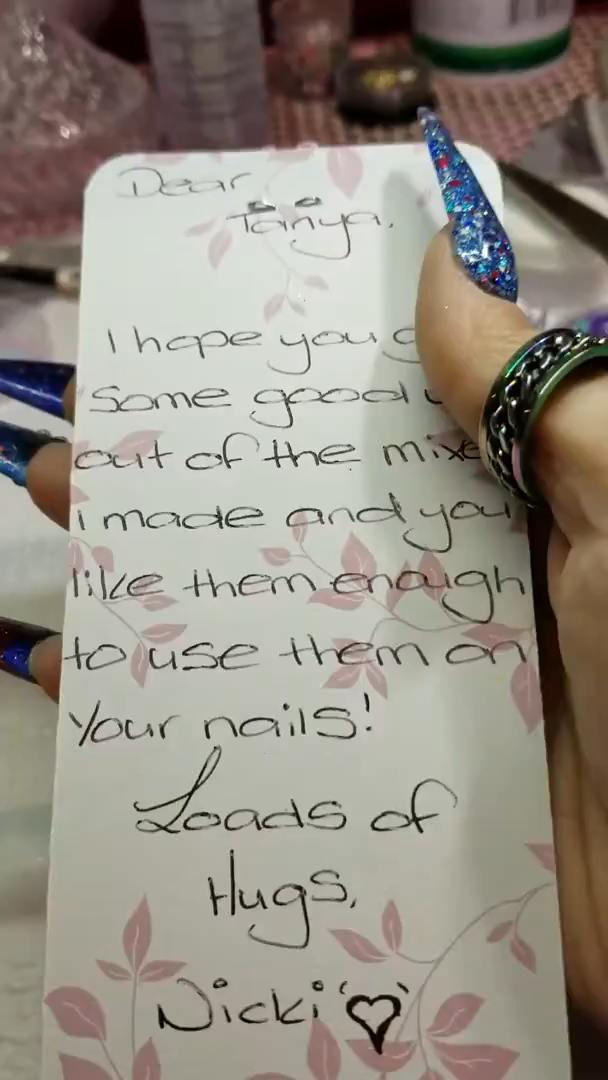 Dear
Tanya,
I hope you
some good
out of the
i made and you
like them enough
to use them on
your nails!
Loads of
Hugs,
Nicki ♡